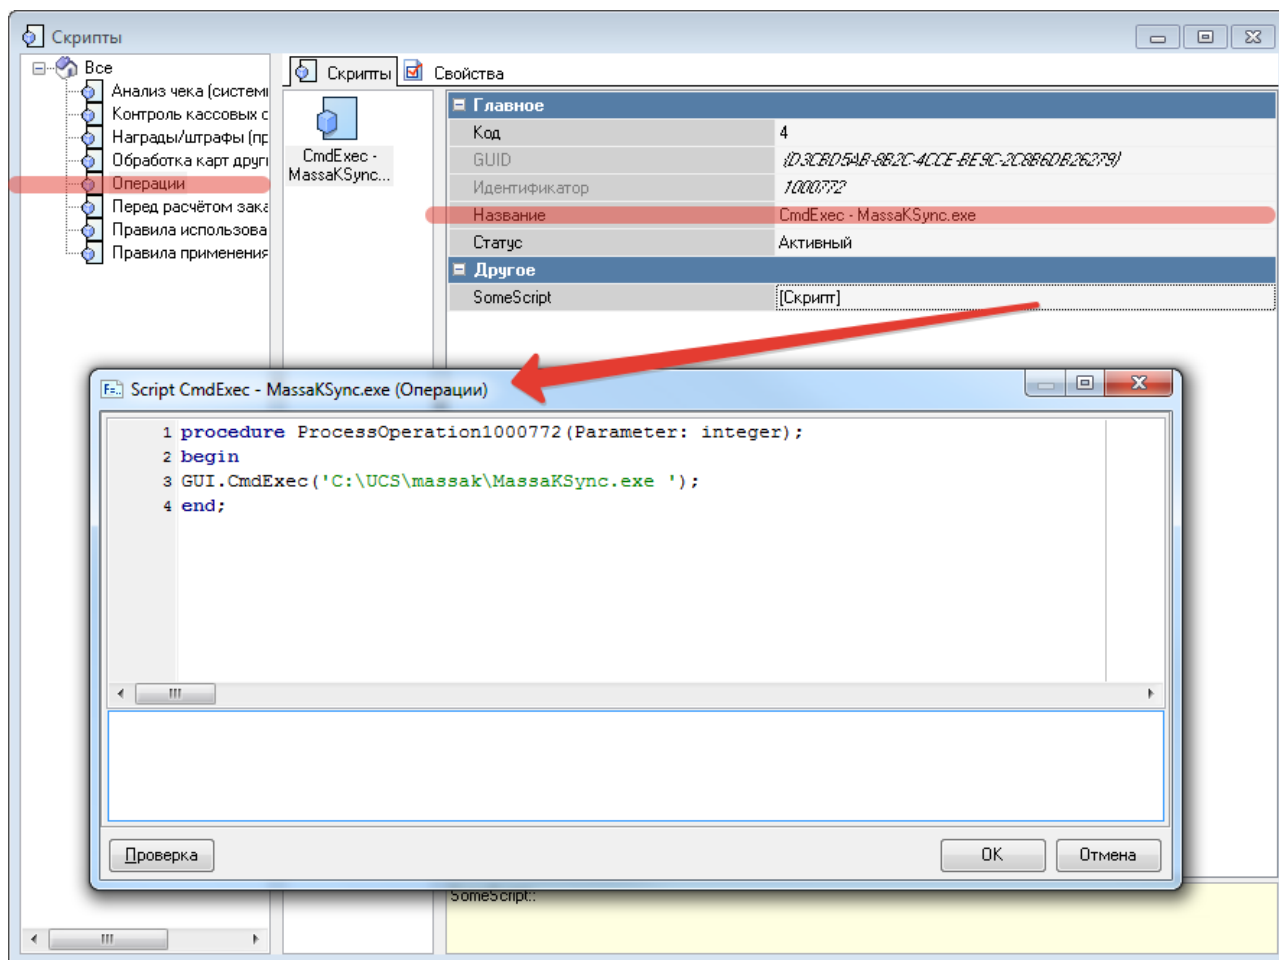 Скрипты
Все
Анализ чека (систем
Контроль кассовых с
Награды/штрафы (пр
Обработка карт друг
Операции
Перед расчётом зака
Правила использова
Правила применения
Скрипты
Свойства
CmdExec -
MassaKSync...
Главное
Код 4
GUID {D3CBD5AB-8B2C-4CCE-BE9C-2C8B6DB26279}
Идентификатор 1000772
Название CmdExec - MassaKSync.exe
Статус Активный
Другое
SomeScript [Скрипт]
Script CmdExec - MassaKSync.exe (Операции)
1 procedure ProcessOperation1000772(Parameter: integer);
2 begin
3 GUI.CmdExec('C:\UCS\massak\MassaKSync.exe ');
4 end;
Проверка
OK
Отмена
SomeScript::